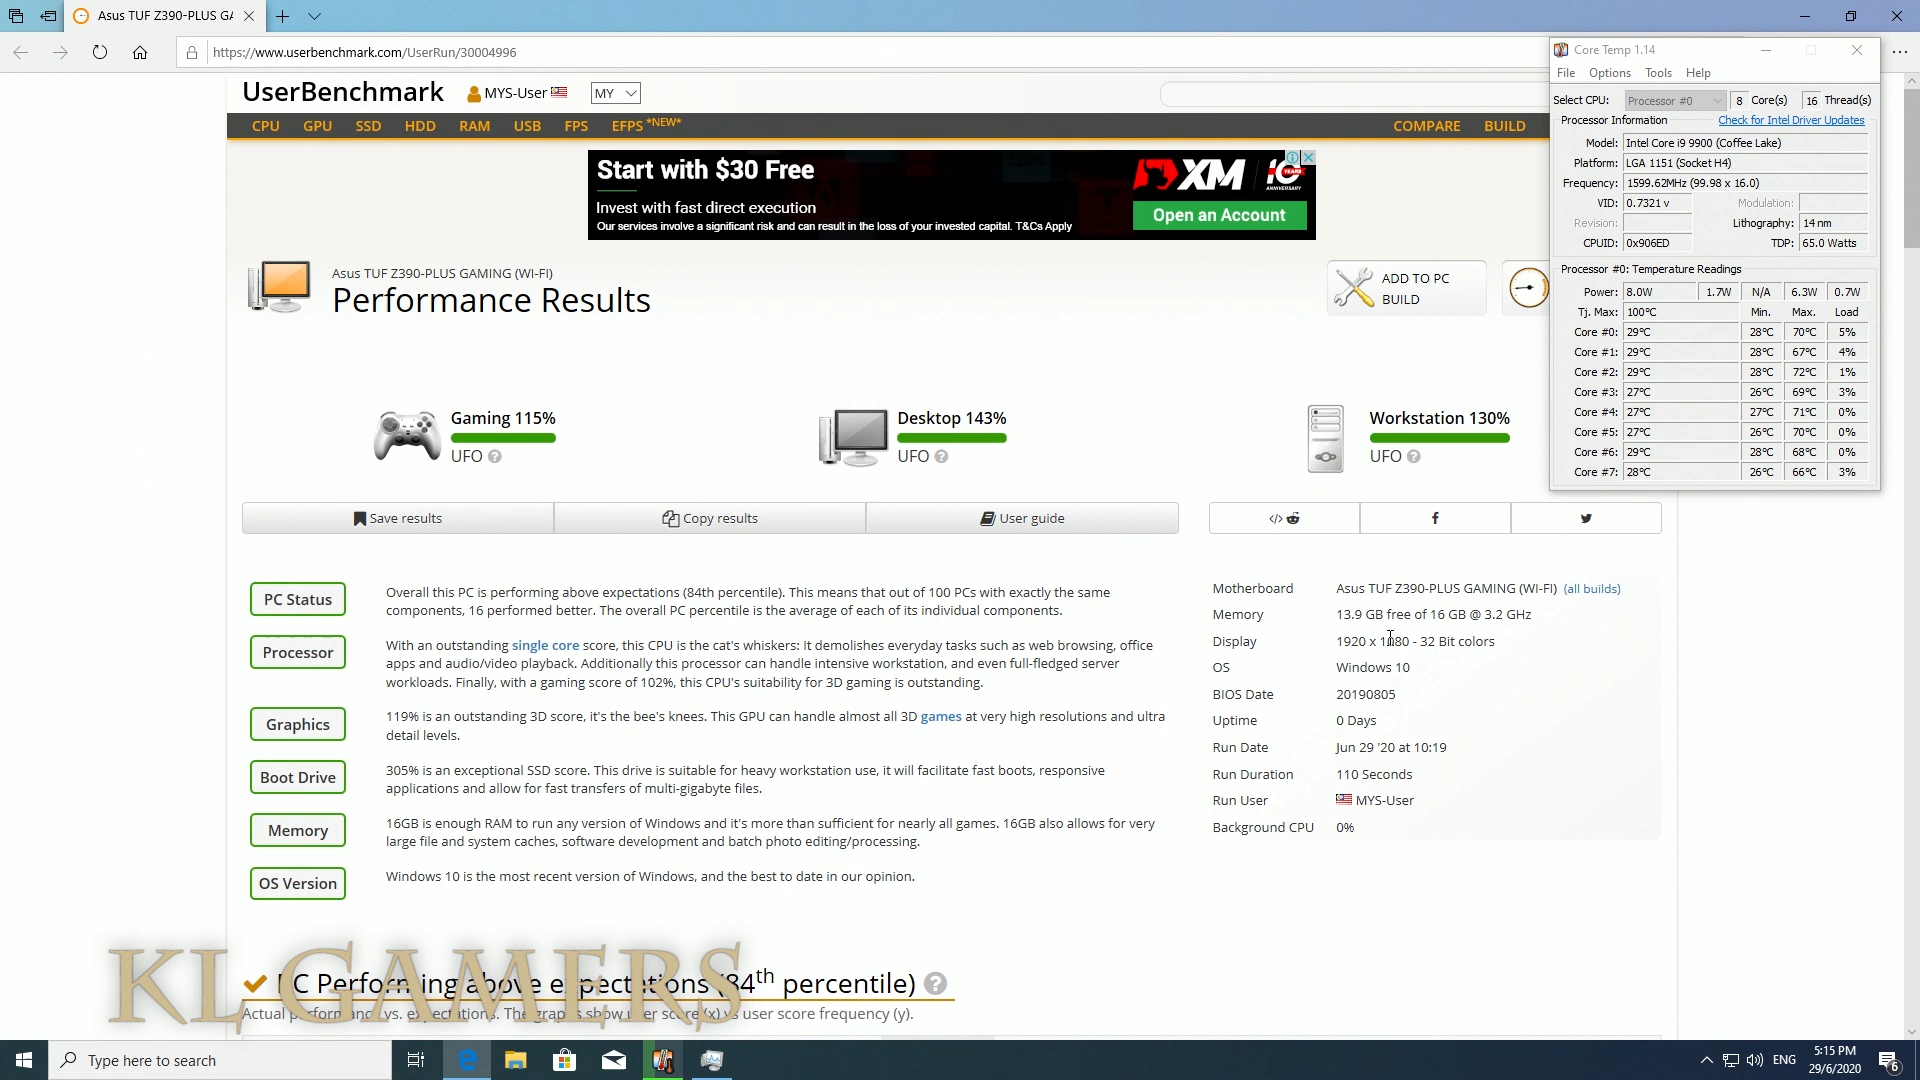 Asus TUF Z390-PLUS GA
https://www.userbenchmark.com/UserRun/30004996
UserBenchmark
MYS-User
MY
CPU GPU SSD HDD RAM USB FPS EFPS *NEW* COMPARE BUILD
Start with $30 Free
Invest with fast direct execution
Our services involve a significant risk and can result in the loss of your invested capital. T&Cs Apply
XM
10 YEARS
ANNIVERSARY
Open an Account
Asus TUF Z390-PLUS GAMING (WI-FI)
Performance Results
ADD TO PC
BUILD
Gaming 115%
UFO
Desktop 143%
UFO
Workstation 130%
UFO
Save results
Copy results
User guide
PC Status
Overall this PC is performing above expectations (84th percentile). This means that out of 100 PCs with exactly the same
components, 16 performed better. The overall PC percentile is the average of each of its individual components.
Processor
With an outstanding single core score, this CPU is the cat's whiskers: It demolishes everyday tasks such as web browsing, office
apps and audio/video playback. Additionally this processor can handle intensive workstation, and even full-fledged server
workloads. Finally, with a gaming score of 102%, this CPU's suitability for 3D gaming is outstanding.
Graphics
119% is an outstanding 3D score, it's the bee's knees. This GPU can handle almost all 3D games at very high resolutions and ultra
detail levels.
Boot Drive
305% is an exceptional SSD score. This drive is suitable for heavy workstation use, it will facilitate fast boots, responsive
applications and allow for fast transfers of multi-gigabyte files.
Memory
16GB is enough RAM to run any version of Windows and it's more than sufficient for nearly all games. 16GB also allows for very
large file and system caches, software development and batch photo editing/processing.
OS Version
Windows 10 is the most recent version of Windows, and the best to date in our opinion.
Motherboard Asus TUF Z390-PLUS GAMING (WI-FI) (all builds)
Memory 13.9 GB free of 16 GB @ 3.2 GHz
Display 1920 x 1080 - 32 Bit colors
OS Windows 10
BIOS Date 20190805
Uptime 0 Days
Run Date Jun 29 '20 at 10:19
Run Duration 110 Seconds
Run User MYS-User
Background CPU 0%
PC Performing above expectations (84th percentile)
Actual performance vs. expectations. The graphs show user score (x) vs user score frequency (y).
KL GAMERS
Core Temp 1.14
File Options Tools Help
Select CPU: Processor #0 8 Core(s) 16 Thread(s)
Processor Information Check for Intel Driver Updates
Model: Intel Core i9 9900 (Coffee Lake)
Platform: LGA 1151 (Socket H4)
Frequency: 1599.62MHz (99.98 x 16.0)
VID: 0.7321 v Modulation:
Revision: Lithography: 14 nm
CPUID: 0x906ED TDP: 65.0 Watts
Processor #0: Temperature Readings
Power: 8.0W 1.7W N/A 6.3W 0.7W
Tj. Max: 100°C Min. Max. Load
Core #0: 29°C 28°C 70°C 5%
Core #1: 29°C 28°C 67°C 4%
Core #2: 29°C 28°C 72°C 1%
Core #3: 27°C 26°C 69°C 3%
Core #4: 27°C 27°C 71°C 0%
Core #5: 27°C 26°C 70°C 0%
Core #6: 29°C 28°C 68°C 0%
Core #7: 28°C 26°C 66°C 3%
Type here to search
ENG
5:15 PM
29/6/2020
6